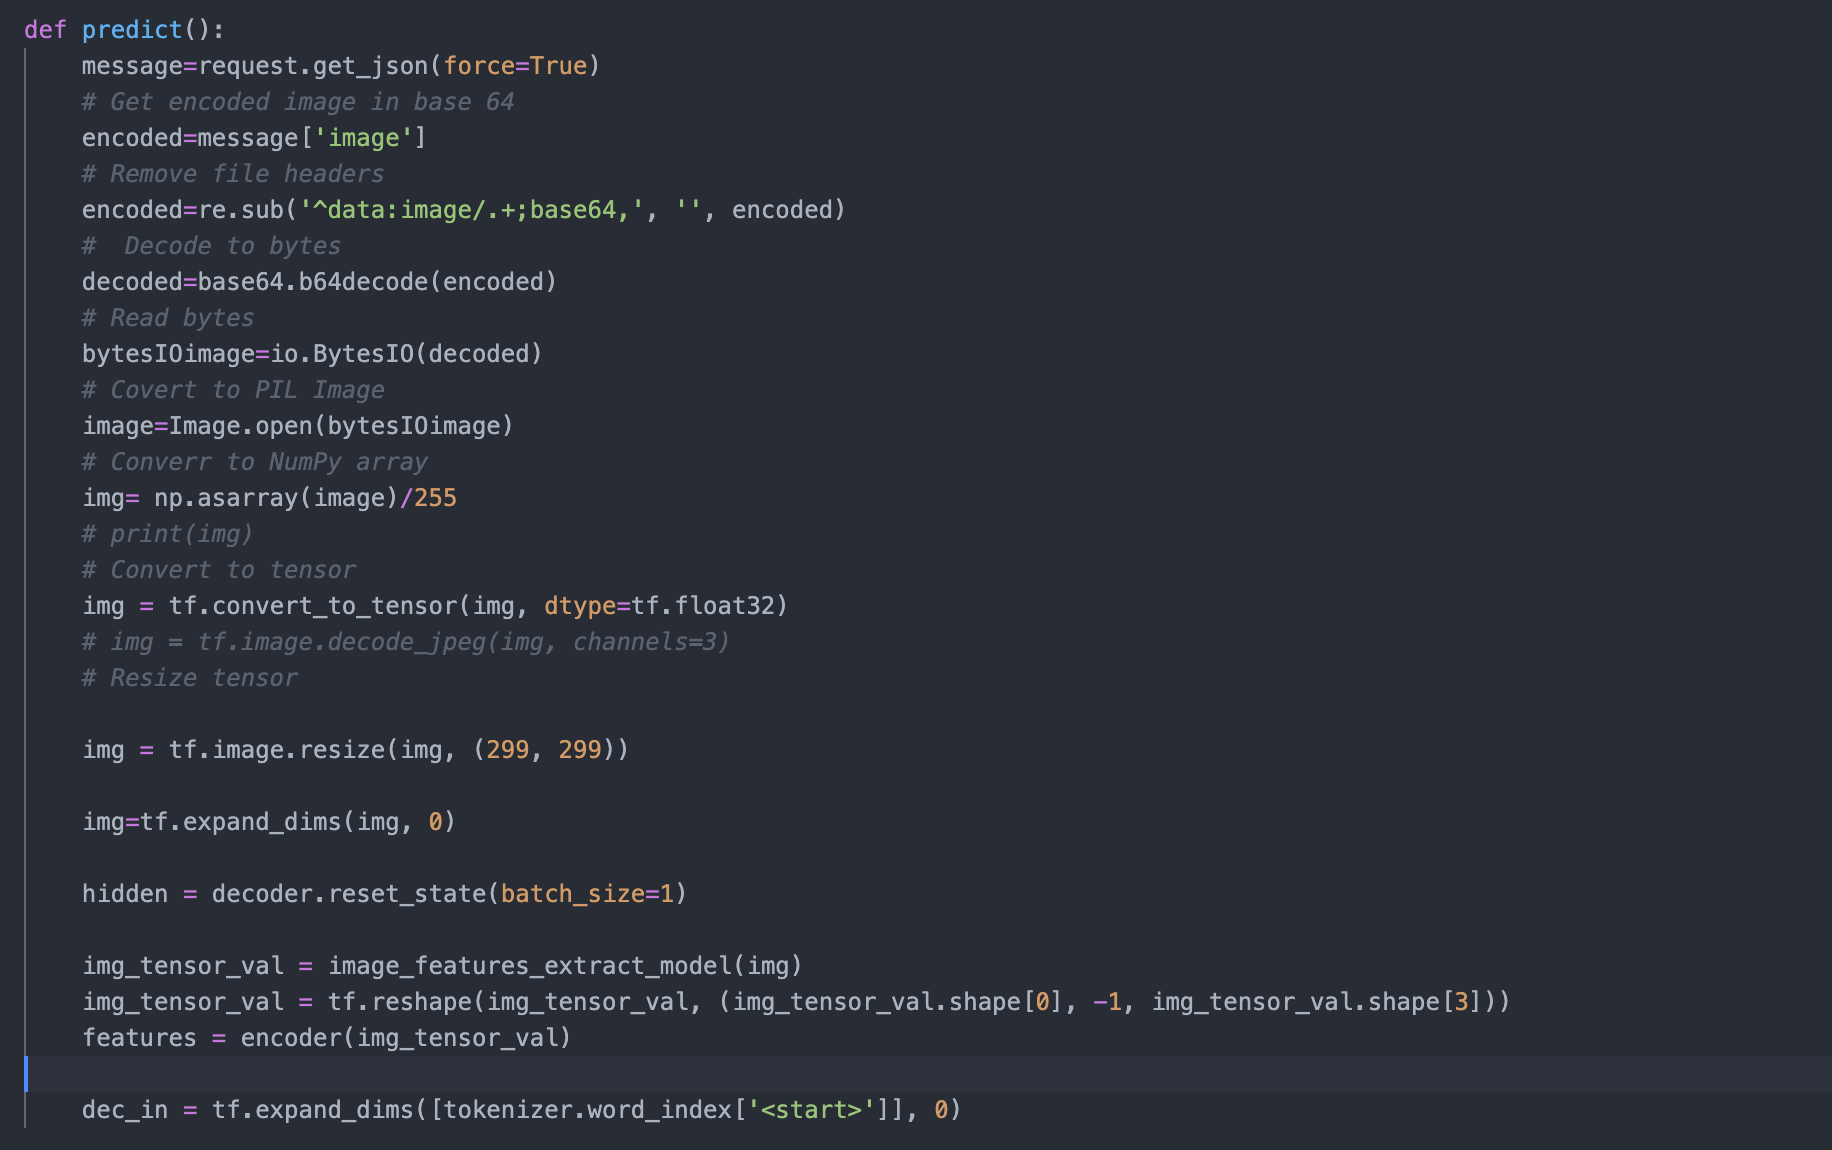 def predict():
    message=request.get_json(force=True)
    # Get encoded image in base 64
    encoded=message['image']
    # Remove file headers
    encoded=re.sub('^data:image/.+;base64,', '', encoded)
    #  Decode to bytes
    decoded=base64.b64decode(encoded)
    # Read bytes
    bytesIOimage=io.BytesIO(decoded)
    # Covert to PIL Image
    image=Image.open(bytesIOimage)
    # Converr to NumPy array
    img= np.asarray(image)/255
    # print(img)
    # Convert to tensor
    img = tf.convert_to_tensor(img, dtype=tf.float32)
    # img = tf.image.decode_jpeg(img, channels=3)
    # Resize tensor
    img = tf.image.resize(img, (299, 299))
    img=tf.expand_dims(img, 0)
    hidden = decoder.reset_state(batch_size=1)
    img_tensor_val = image_features_extract_model(img)
    img_tensor_val = tf.reshape(img_tensor_val, (img_tensor_val.shape[0], -1, img_tensor_val.shape[3]))
    features = encoder(img_tensor_val)
    dec_in = tf.expand_dims([tokenizer.word_index['<start>']], 0)